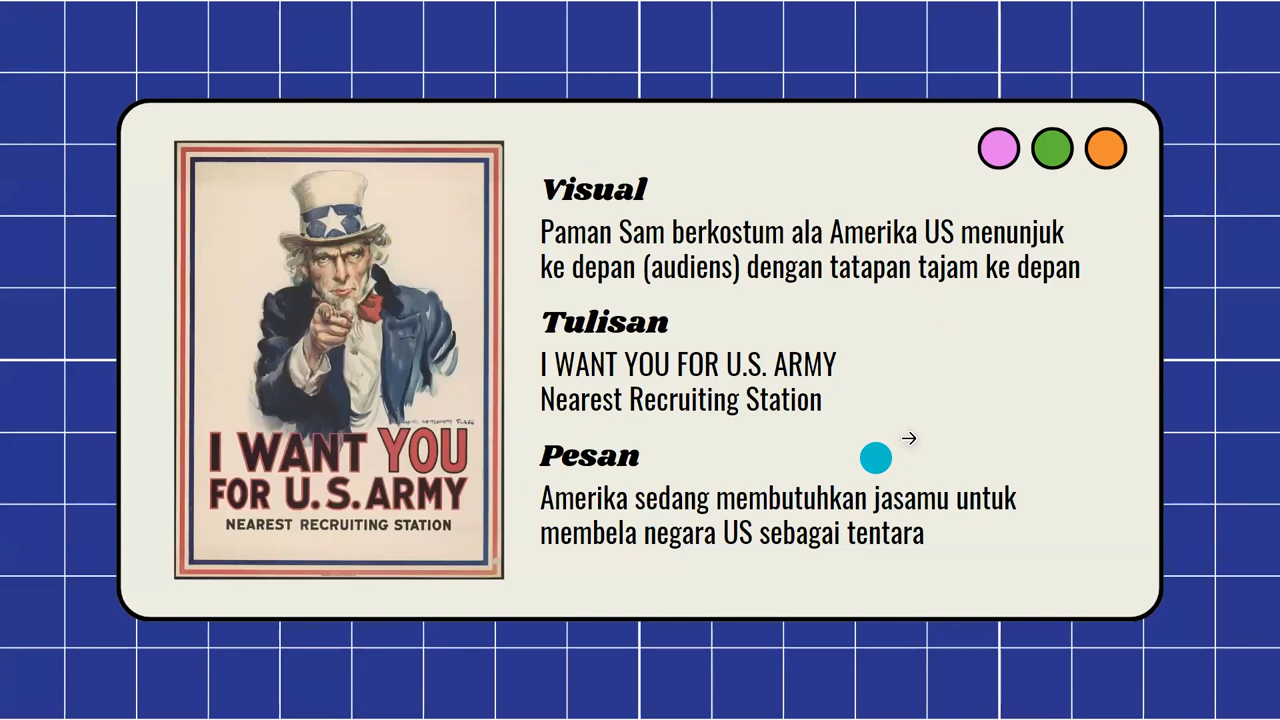 I WANT YOU
FOR U.S. ARMY
NEAREST RECRUITING STATION
Visual
Paman Sam berkostum ala Amerika US menunjuk
ke depan (audiens) dengan tatapan tajam ke depan
Tulisan
I WANT YOU FOR U.S. ARMY
Nearest Recruiting Station
Pesan
Amerika sedang membutuhkan jasamu untuk
membela negara US sebagai tentara